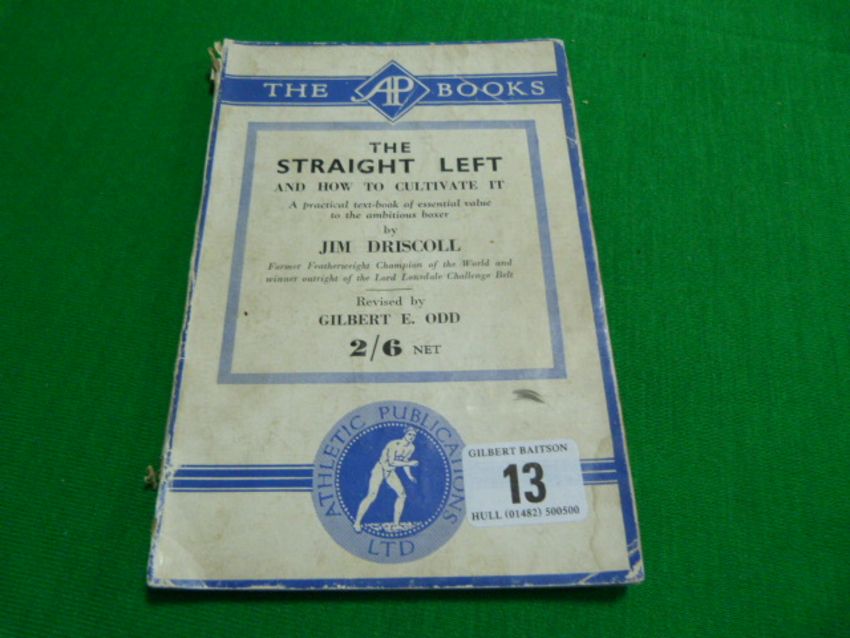 THE AP BOOKS
THE
STRAIGHT LEFT
AND HOW TO CULTIVATE IT
A practical text-book of essential value
to the ambitious boxer
by
JIM DRISCOLL
Former Featherweight Champion of the World and
winner outright of the Lord Lonsdale Challenge Belt
Revised by
GILBERT E. ODD
2/6 NET
ATHLETIC PUBLICATIONS
LTD
GILBERT BAITSON
13
HULL (01482) 500500